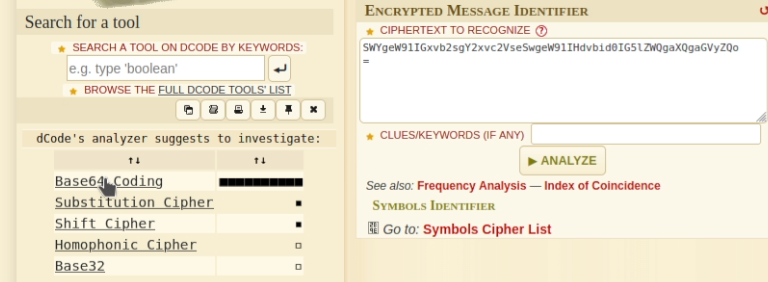 Search for a tool
SEARCH A TOOL ON DCODE BY KEYWORDS:
e.g. type 'boolean'
BROWSE THE FULL DCODE TOOLS' LIST
dCode's analyzer suggests to investigate:
↑↓ ↑↓
Base64 Coding
Substitution Cipher
Shift Cipher
Homophonic Cipher
Base32
ENCRYPTED MESSAGE IDENTIFIER
CIPHERTEXT TO RECOGNIZE ?
SWYgeW91IGxvb2sgY2xvc2VseSwgeW91IHdvbid0IG5lZWQgaXQgaGVyZQo
=
CLUES/KEYWORDS (IF ANY)
▶ ANALYZE
See also: Frequency Analysis — Index of Coincidence
SYMBOLS IDENTIFIER
Go to: Symbols Cipher List